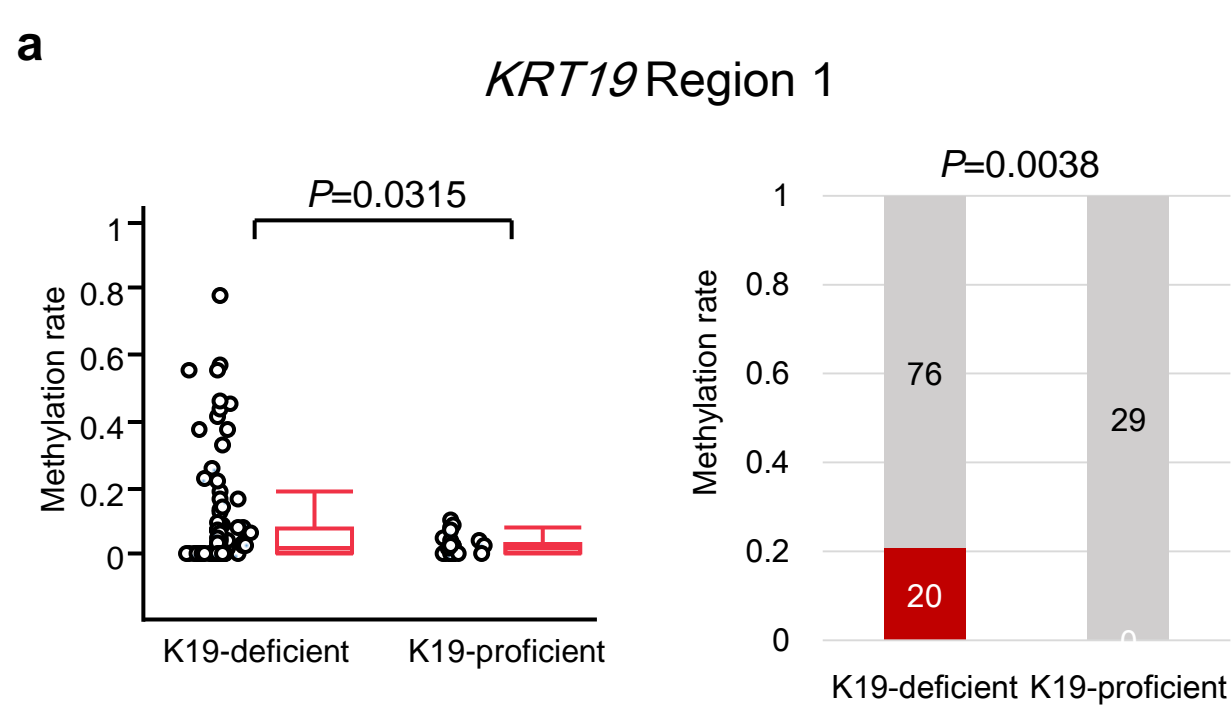 a
KRT19 Region 1
P=0.0315
Methylation rate
1
0.8
0.6
0.4
0.2
0
K19-deficient
K19-proficient
P=0.0038
Methylation rate
1
0.8
0.6
0.4
0.2
0
76
20
29
0
K19-deficient
K19-proficient